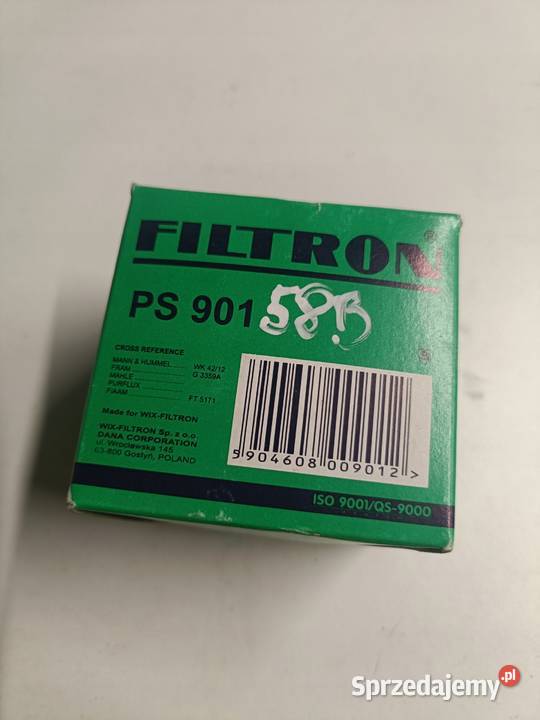 FILTRON®
PS 901 58B
CROSS REFERENCE
MANN & HUMMEL .... WK 42/12
FRAM .................. G 3359A
MAHLE ..................
PURFLUX ..................
FIAAM .................. FT 5171
Made for WIX-FILTRON
WIX-FILTRON Sp. z o.o.
DANA CORPORATION
ul. Wrocławska 145
63-800 Gostyń, POLAND
5 904608 009012 >
ISO 9001/QS-9000
Sprzedajemy.pl